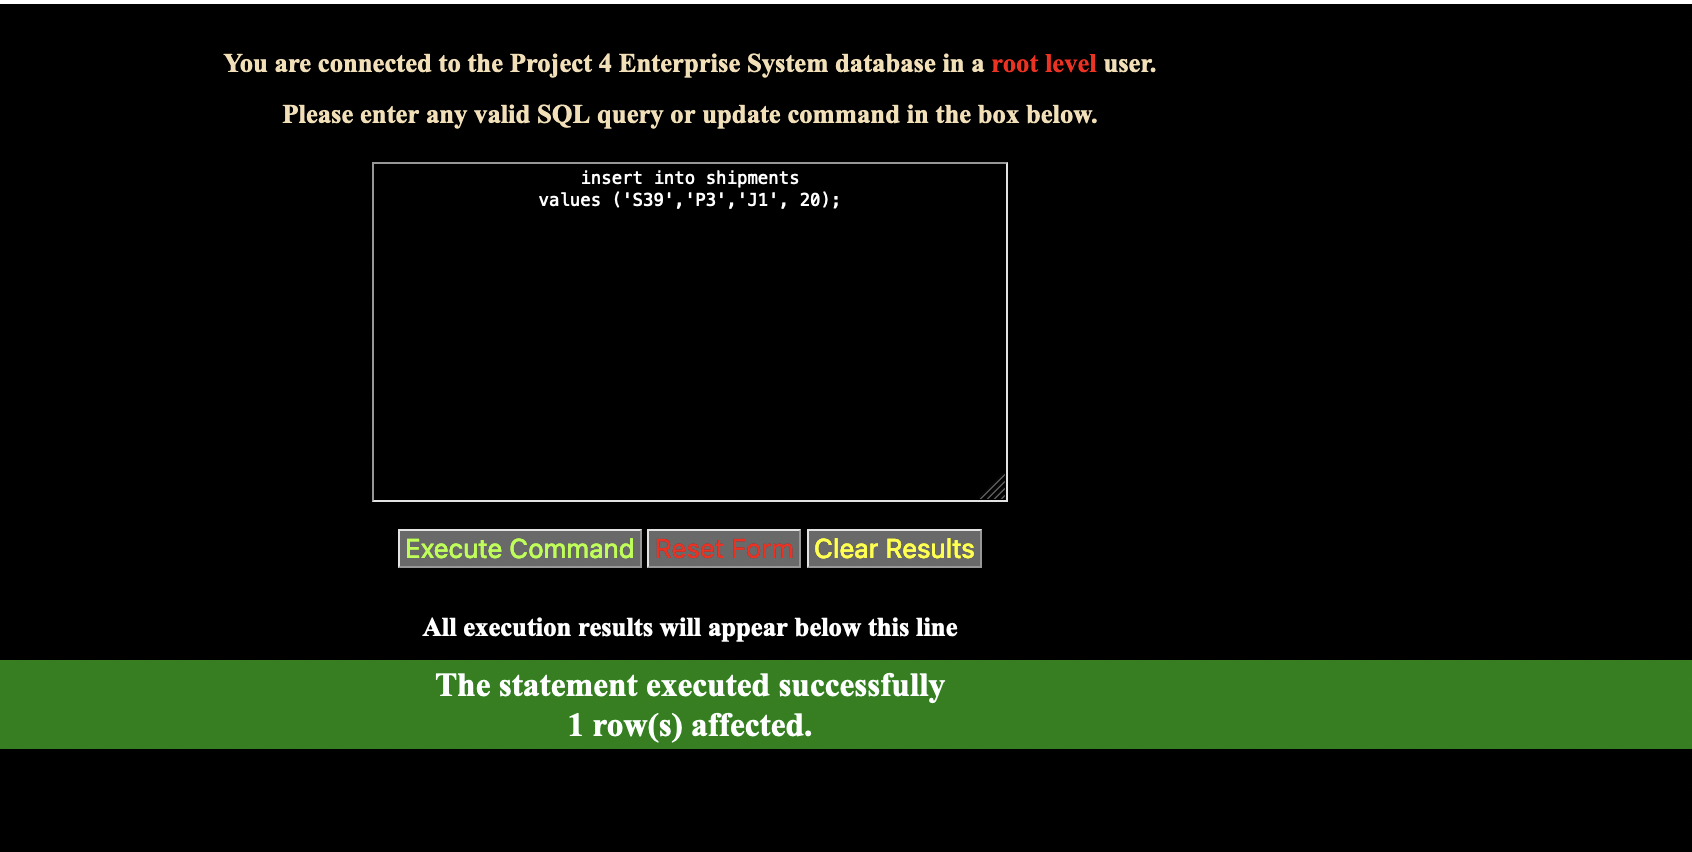 You are connected to the Project 4 Enterprise System database in a root level user.
Please enter any valid SQL query or update command in the box below.
insert into shipments
values ('S39','P3','J1', 20);
Execute Command Reset Form Clear Results
All execution results will appear below this line
The statement executed successfully
1 row(s) affected.